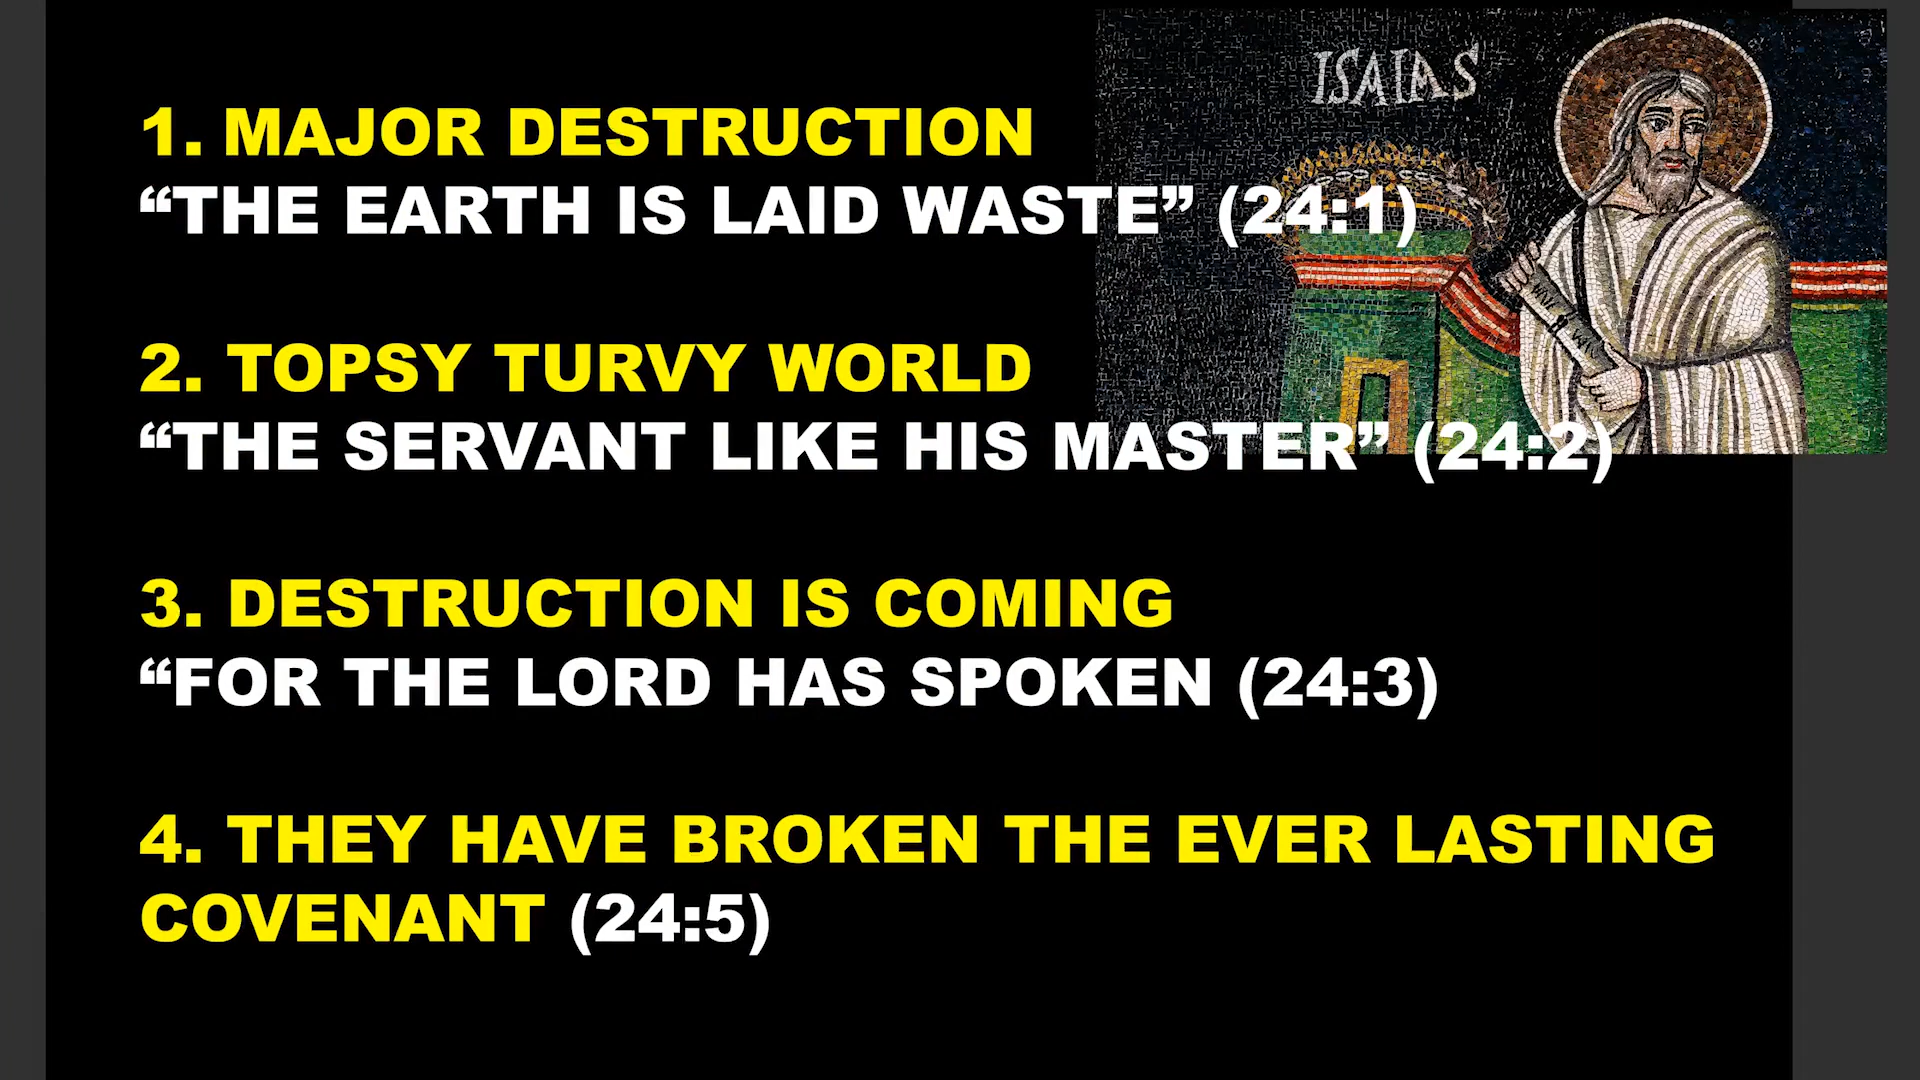 ISAIAS
1. MAJOR DESTRUCTION
“THE EARTH IS LAID WASTE” (24:1)
2. TOPSY TURVY WORLD
“THE SERVANT LIKE HIS MASTER” (24:2)
3. DESTRUCTION IS COMING
“FOR THE LORD HAS SPOKEN (24:3)
4. THEY HAVE BROKEN THE EVER LASTING
COVENANT (24:5)